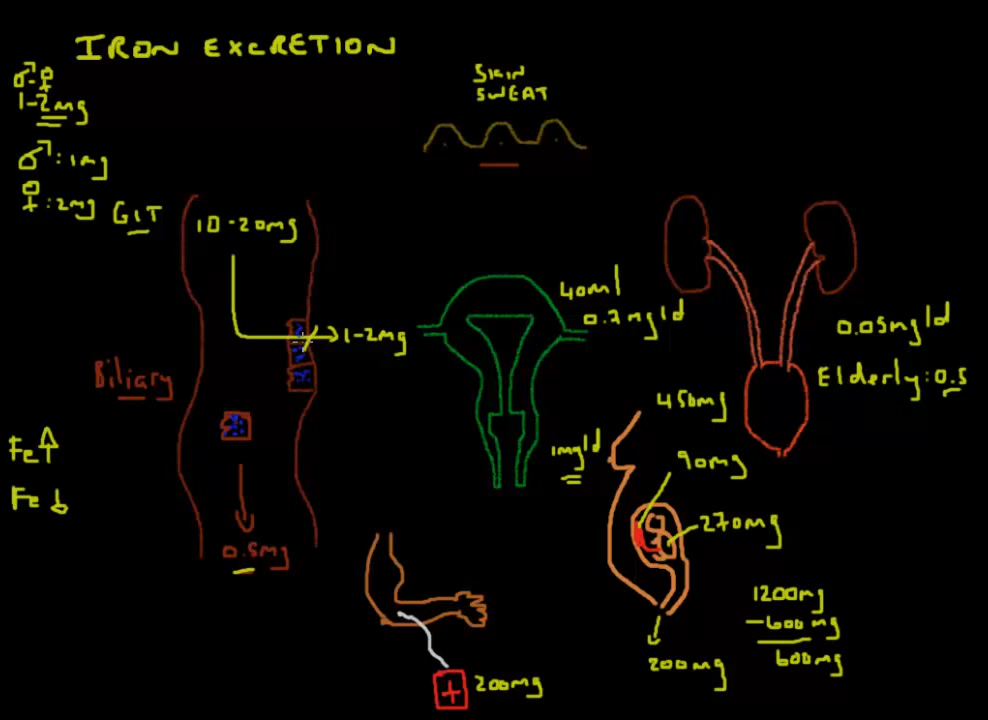 IRON EXCRETION
♂-♀
1-2mg
♂:1mg
♀:2mg
GIT
SKIN
SWEAT
10-20mg
1-2mg
Biliary
Fe↑
Fe↓
0.5mg
40ml
0.7mg/d
1mg/d
0.05mg/d
Elderly:0.5
450mg
90mg
270mg
200mg
1200mg
-600mg
600mg
200mg